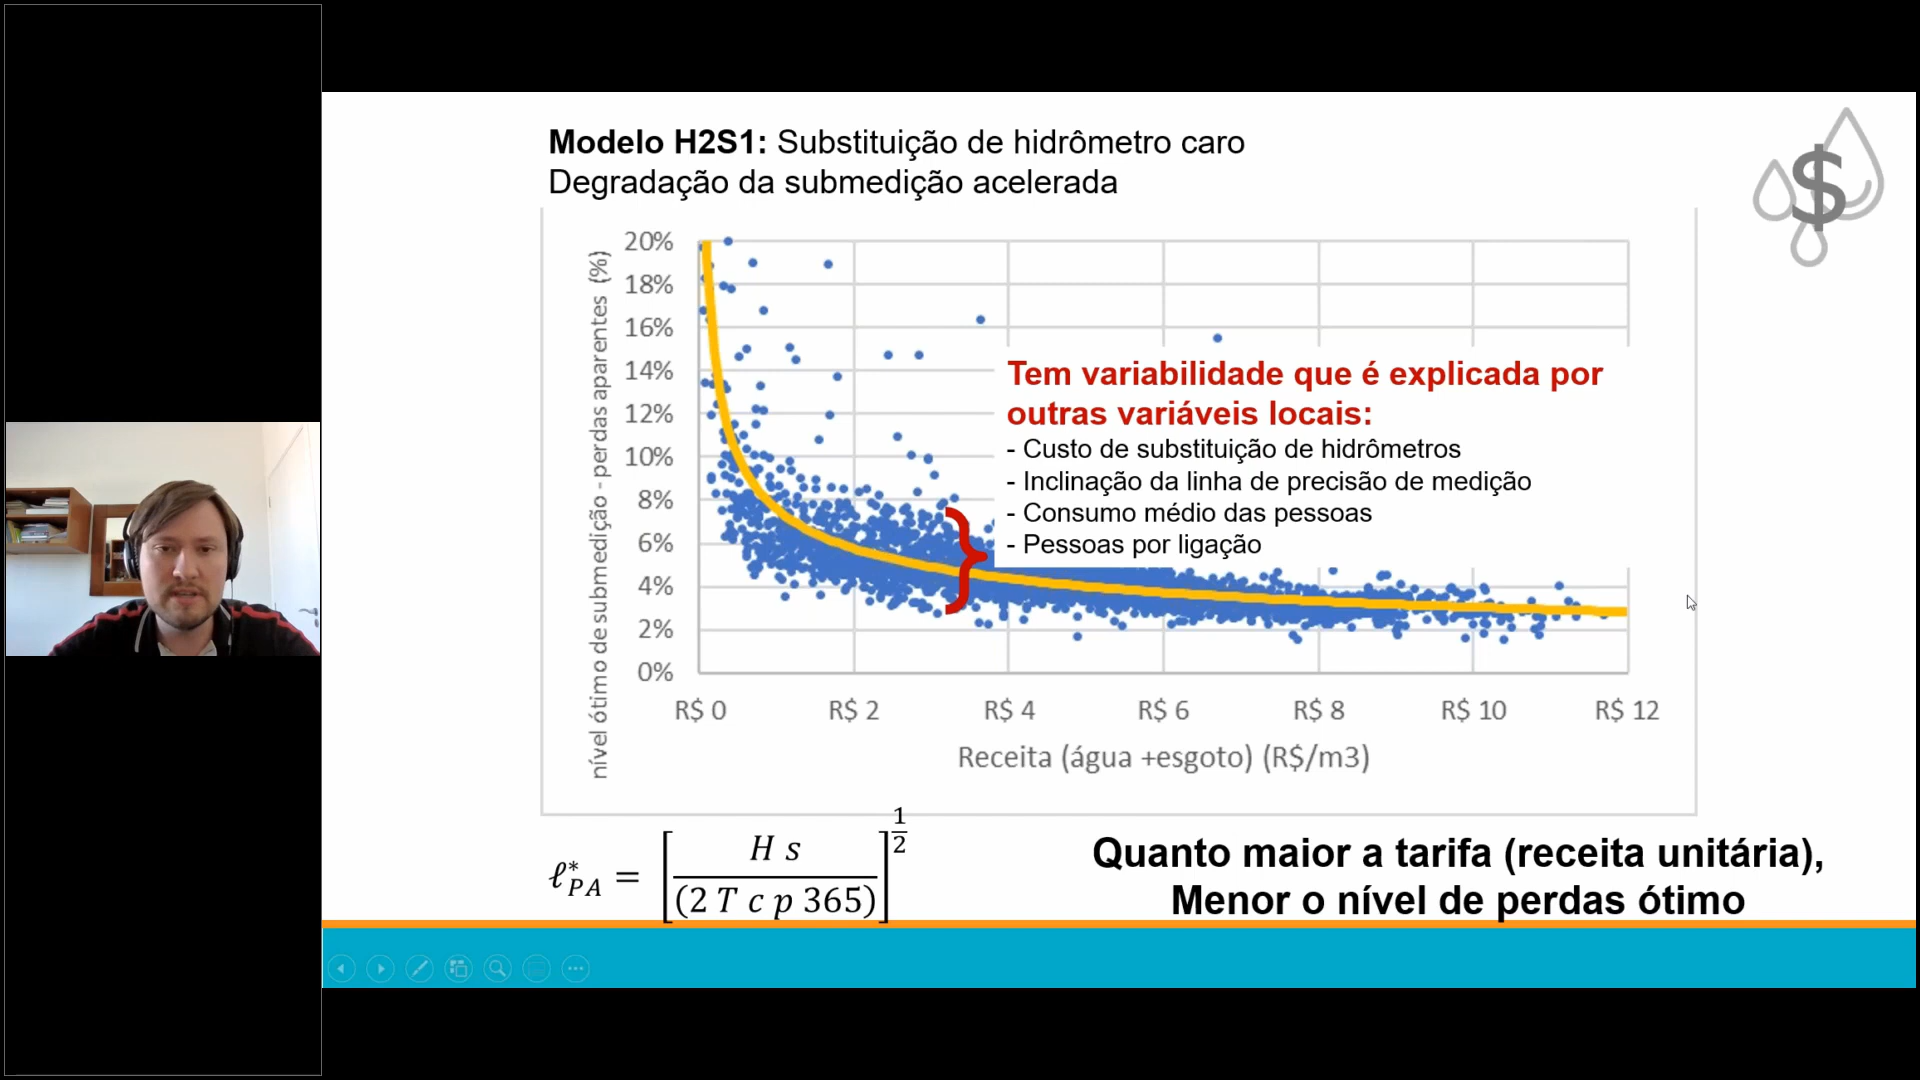 Modelo H2S1: Substituição de hidrômetro caro
Degradação da submedição acelerada
$
nível ótimo de submedição - perdas aparentes (%)
20%
18%
16%
14%
12%
10%
8%
6%
4%
2%
0%
Tem variabilidade que é explicada por
outras variáveis locais:
- Custo de substituição de hidrômetros
- Inclinação da linha de precisão de medição
- Consumo médio das pessoas
- Pessoas por ligação
R$ 0 R$ 2 R$ 4 R$ 6 R$ 8 R$ 10 R$ 12
Receita (água +esgoto) (R$/m3)
ℓ*PA = [H s / (2 T c p 365)]^1/2
Quanto maior a tarifa (receita unitária),
Menor o nível de perdas ótimo